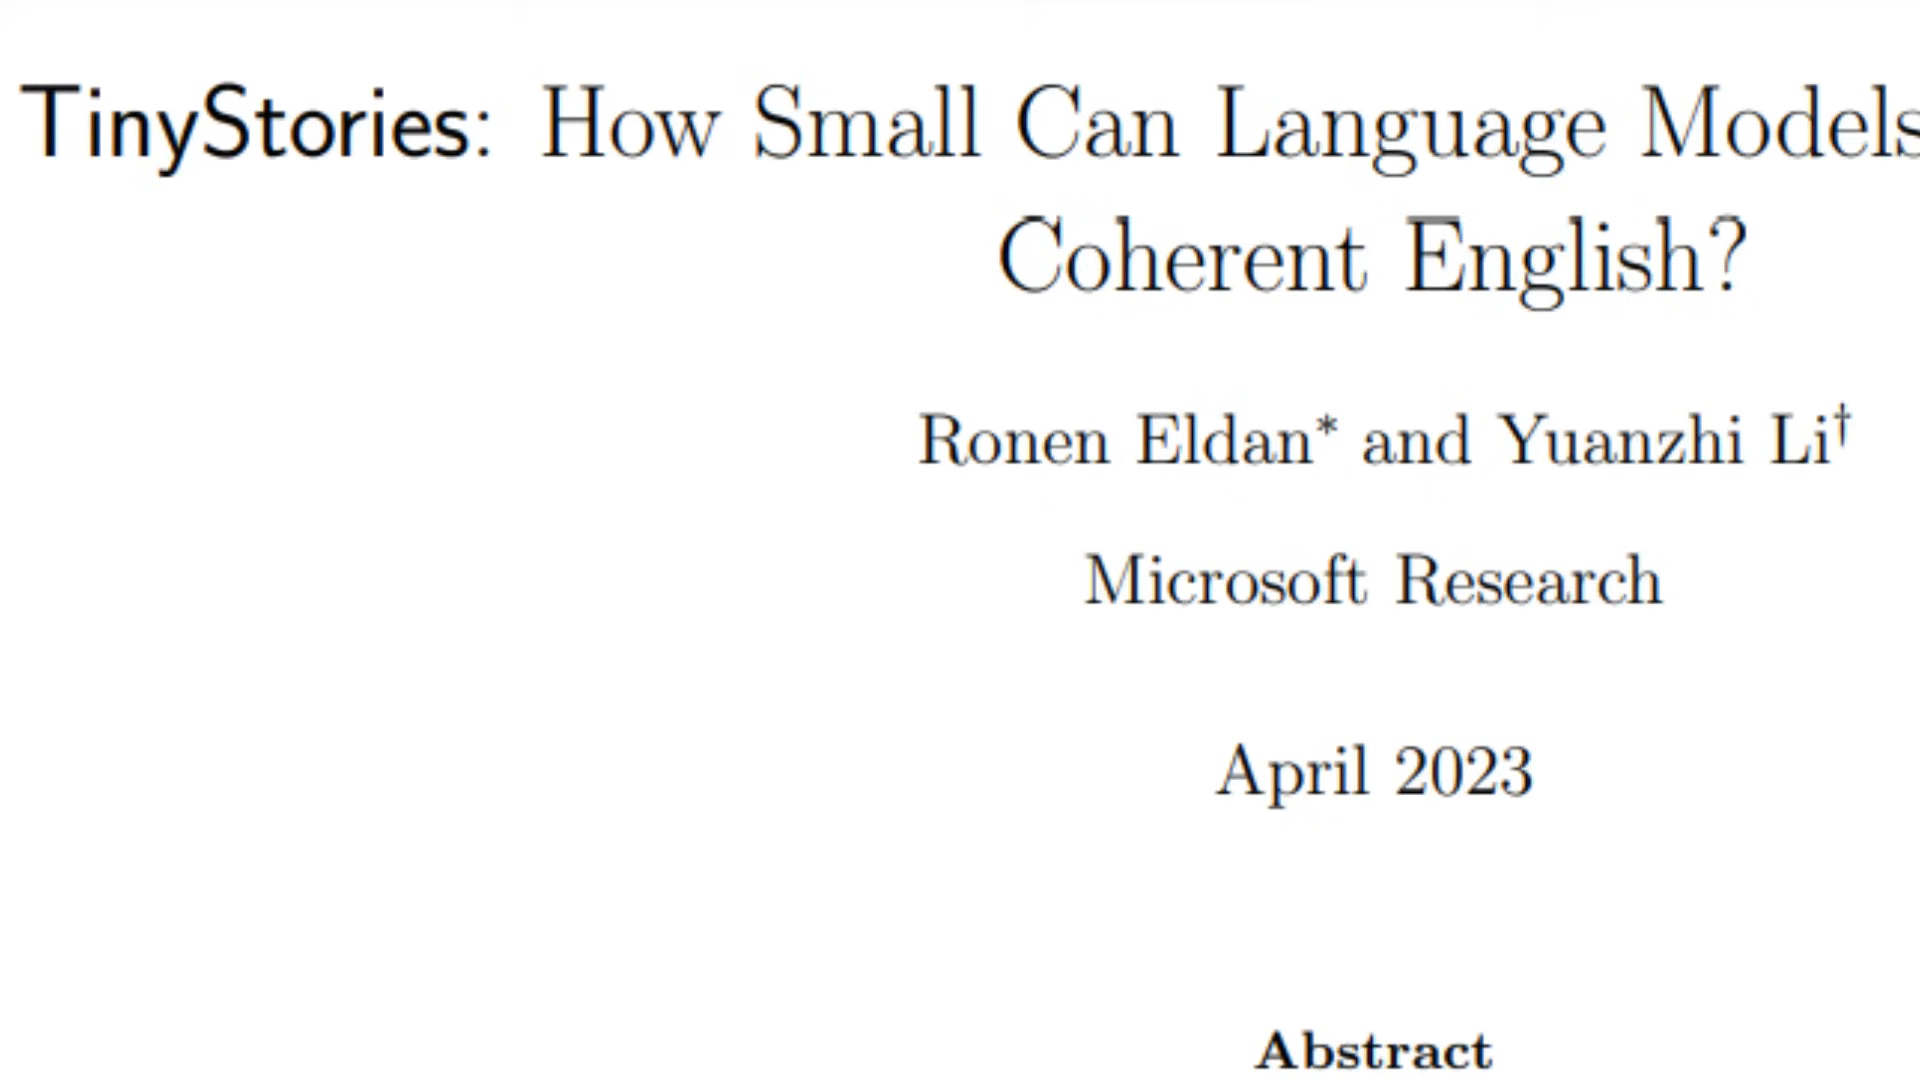 TinyStories: How Small Can Language Models
Coherent English?
Ronen Eldan* and Yuanzhi Li†
Microsoft Research
April 2023
Abstract